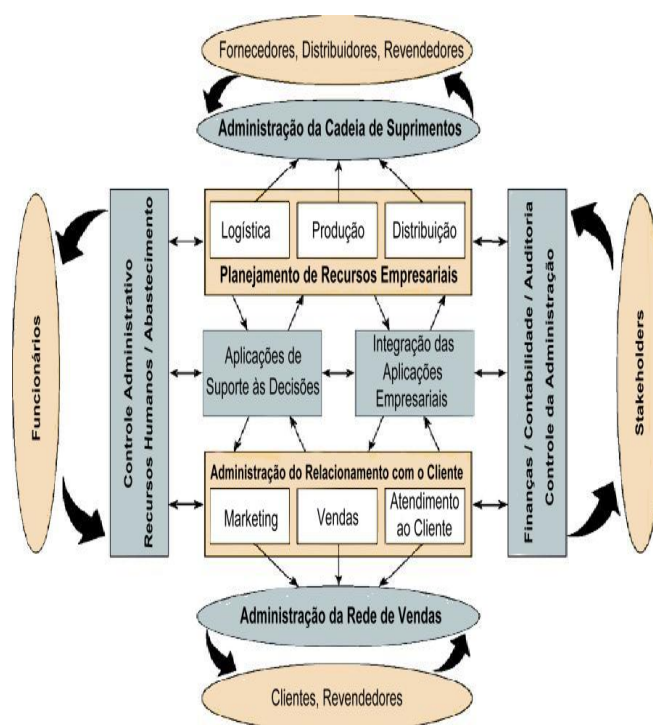 Fornecedores, Distribuidores, Revendedores
Administração da Cadeia de Suprimentos
Logística
Produção
Distribuição
Planejamento de Recursos Empresariais
Funcionários
Controle Administrativo
Recursos Humanos / Abastecimento
Aplicações de
Suporte às Decisões
Integração das
Aplicações
Empresariais
Finanças / Contabilidade / Auditoria
Controle da Administração
Stakeholders
Administração do Relacionamento com o Cliente
Marketing
Vendas
Atendimento
ao Cliente
Administração da Rede de Vendas
Clientes, Revendedores